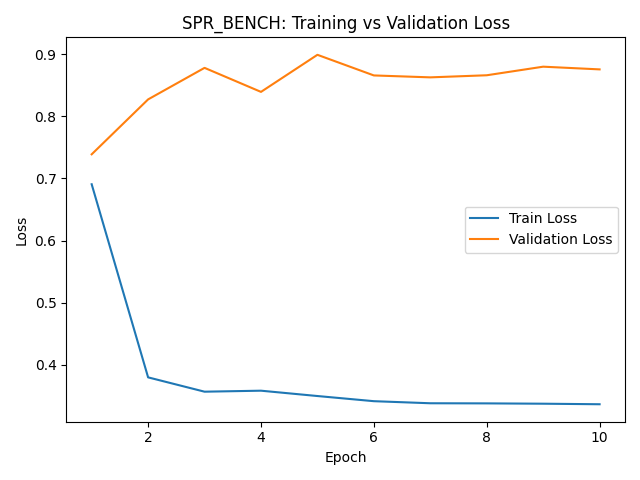 SPR_BENCH: Training vs Validation Loss
0.9
0.8
0.7
0.6
0.5
0.4
Loss
Train Loss
Validation Loss
2
4
6
8
10
Epoch